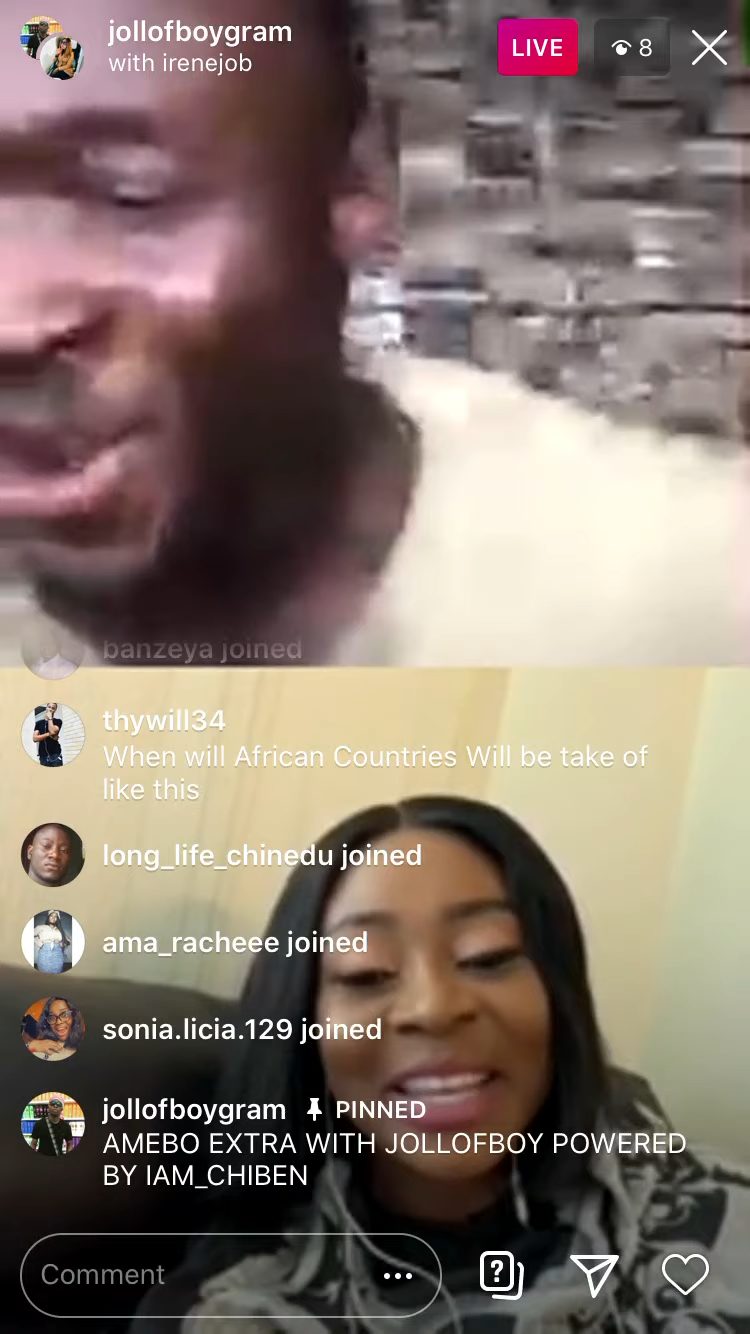 jollofboygram
with irenejob
LIVE
8
banzeya joined
thywill34
When will African Countries Will be take of
like this
long_life_chinedu joined
ama_racheee joined
sonia.licia.129 joined
jollofboygram PINNED
AMEBO EXTRA WITH JOLLOFBOY POWERED
BY IAM_CHIBEN
Comment